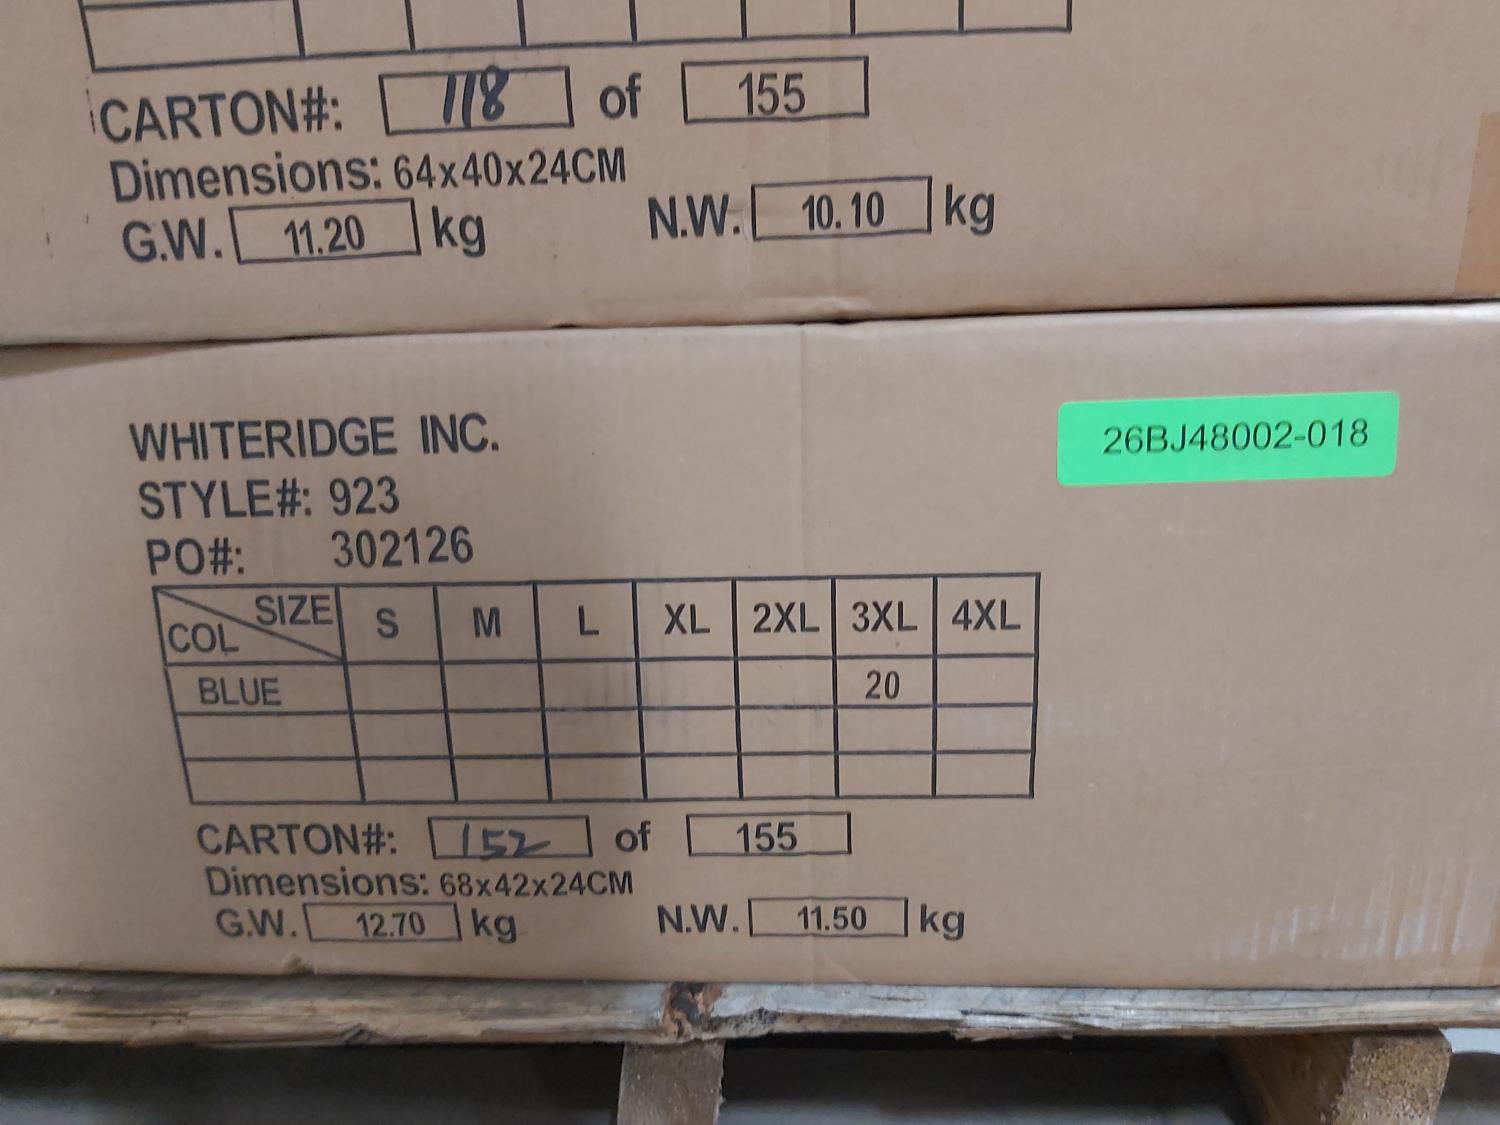 CARTON#: 118 of 155
Dimensions: 64x40x24CM
G.W. 11.20 kg N.W. 10.10 kg
WHITERIDGE INC.
26BJ48002-018
STYLE#: 923
PO#: 302126
SIZE COL S M L XL 2XL 3XL 4XL
BLUE 20
CARTON#: 152 of 155
Dimensions: 68x42x24CM
G.W. 12.70 kg N.W. 11.50 kg